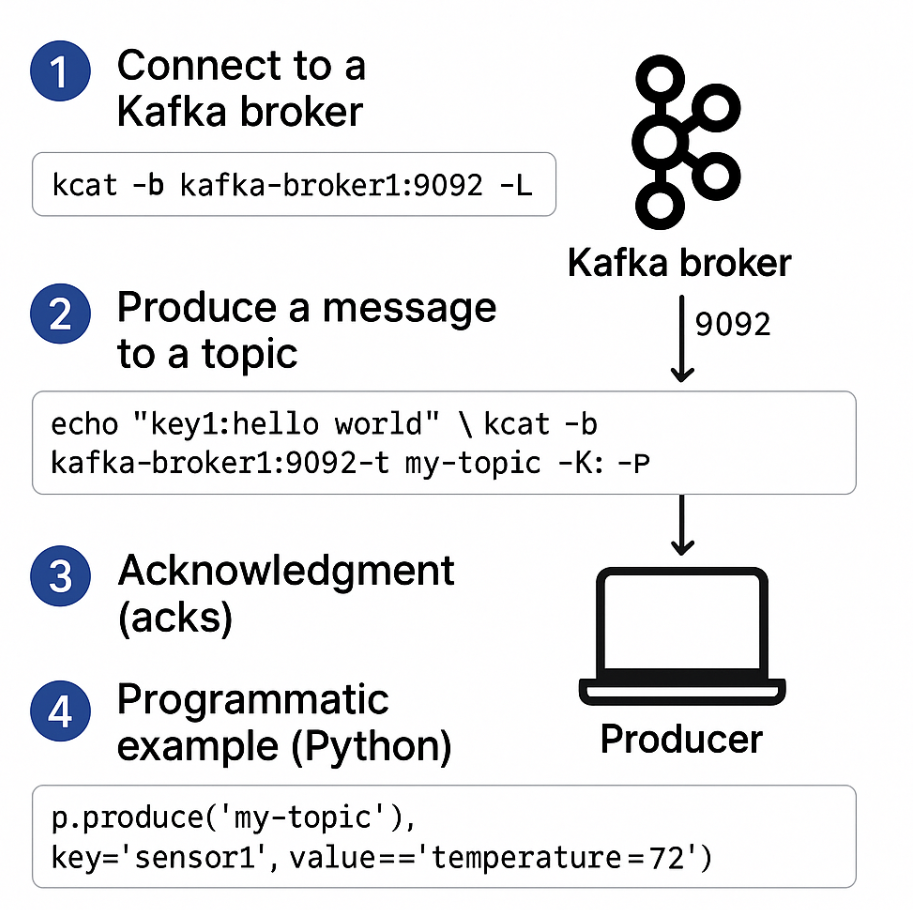 1 Connect to a
Kafka broker
kcat -b kafka-broker1:9092 -L
Kafka broker
9092
2 Produce a message
to a topic
echo "key1:hello world" \ kcat -b
kafka-broker1:9092-t my-topic -K: -P
3 Acknowledgment
(acks)
Producer
4 Programmatic
example (Python)
p.produce('my-topic'),
key='sensor1', value=='temperature=72')